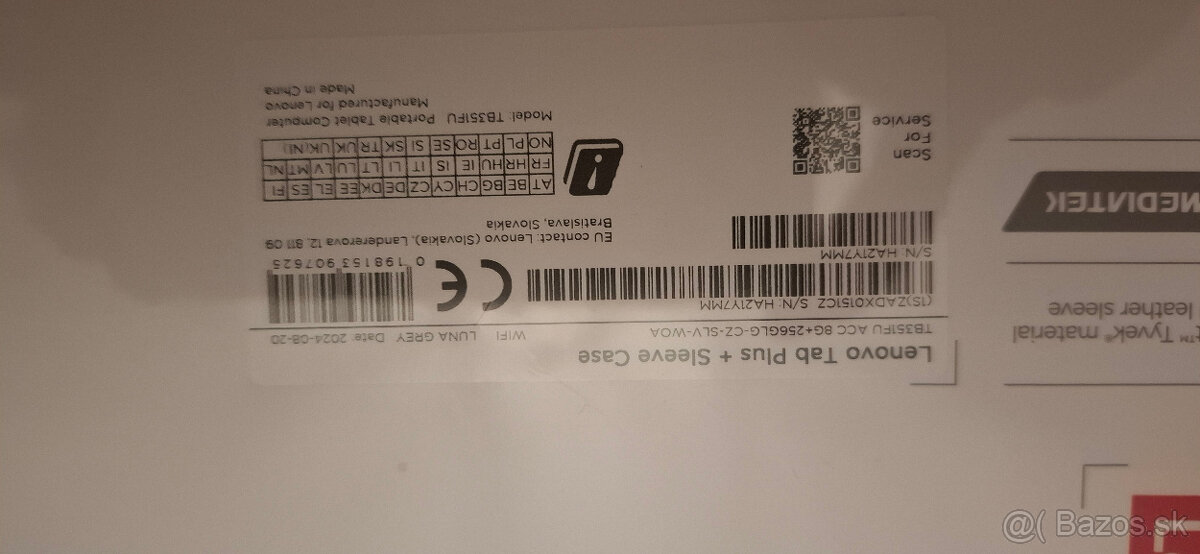 Lenovo Tab Plus + Sleeve Case
TB351FU ACC 8G+256GLG-CZ-SLV-WOA WIFI LUNA GREY Date: 2024-08-20
(1S)ZADX0151CZ S/N: HA21Y7MM
S/N: HA21Y7MM
0 198153 907625
EU contact: Lenovo (Slovakia), Landererova 12, 811 09
Bratislava, Slovakia
Scan
For
Service
AT BE BG CH CY CZ DE DK EE EL ES FI
FR HR HU IE IS IT LI LT LU LV MT NL
NO PL PT RO SE SI SK TR UK UK(NI)
Model: TB351FU Portable Tablet Computer
Manufactured for Lenovo
Made in China
™ Tyvek® material
leather sleeve
MEDIATEK
@( Bazos.sk